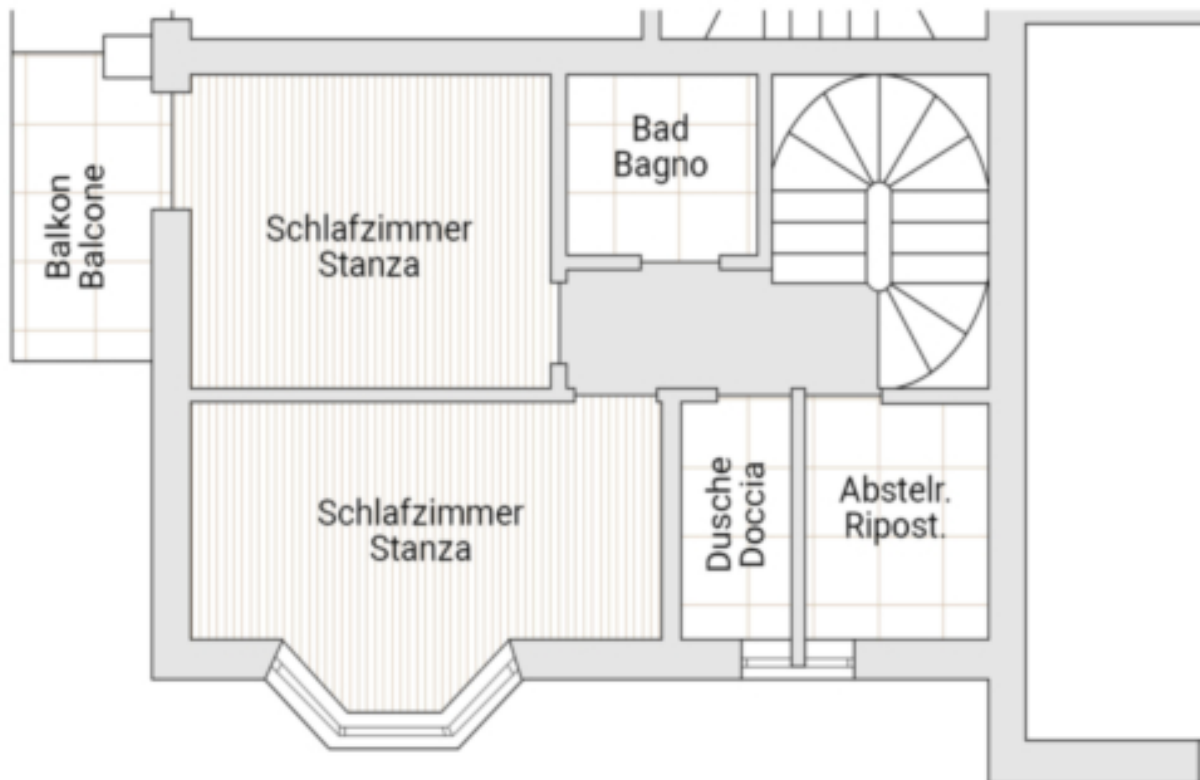 Bad
Bagno
Balkon
Balcone
Schlafzimmer
Stanza
Schlafzimmer
Stanza
Dusche
Doccia
Abstelr.
Ripost.